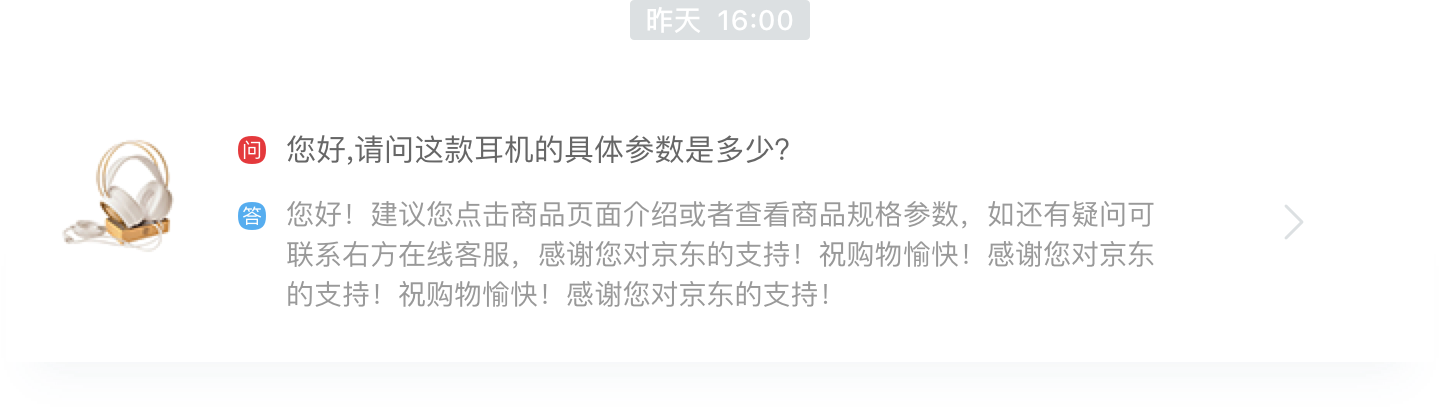 昨天 16:00
问 您好,请问这款耳机的具体参数是多少?
答 您好！建议您点击商品页面介绍或者查看商品规格参数，如还有疑问可
联系右方在线客服，感谢您对京东的支持！祝购物愉快！感谢您对京东
的支持！祝购物愉快！感谢您对京东的支持！